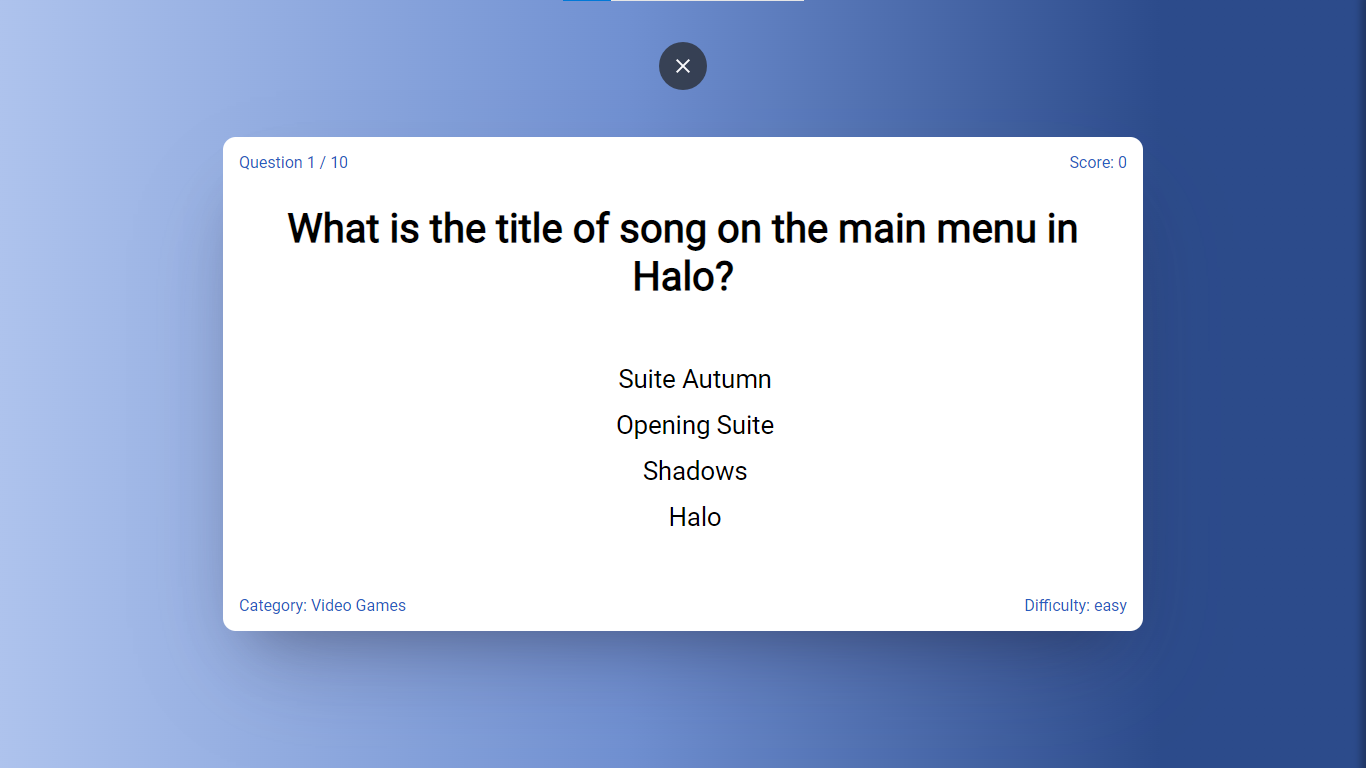 Question 1 / 10
Score: 0
What is the title of song on the main menu in
Halo?
Suite Autumn
Opening Suite
Shadows
Halo
Category: Video Games
Difficulty: easy